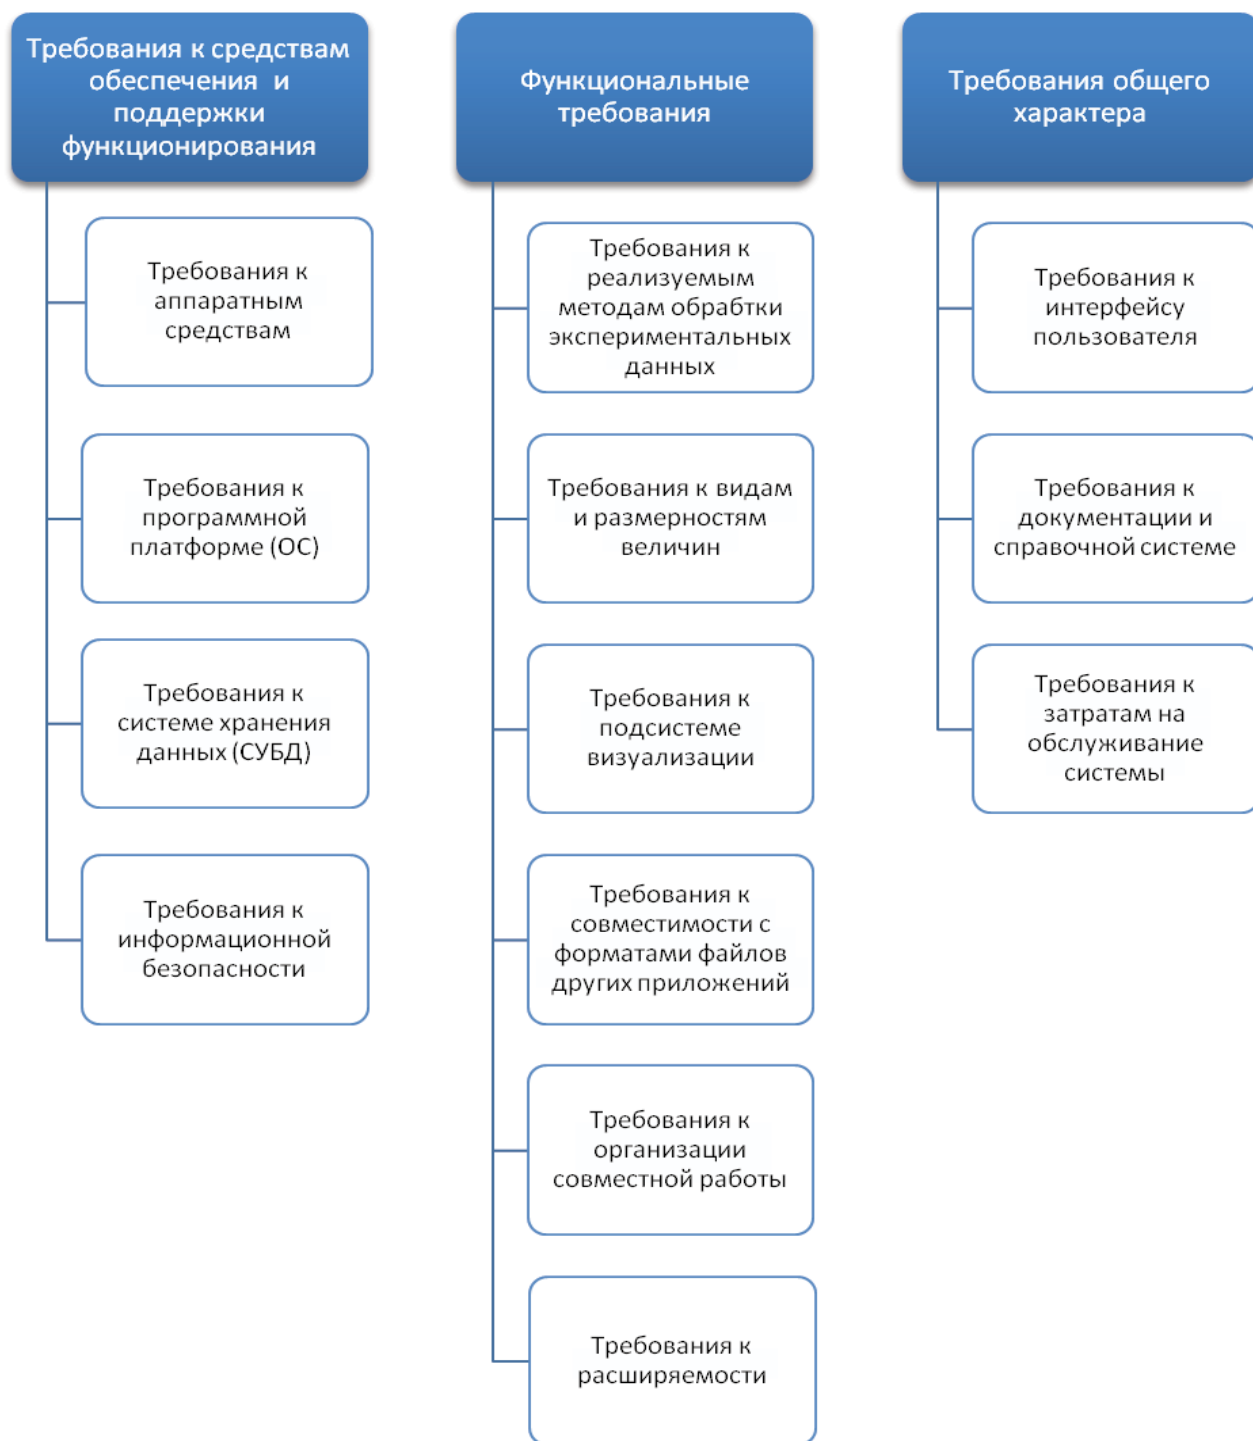 Требования к средствам
обеспечения и
поддержки
функционирования
Требования к
аппаратным
средствам
Требования к
программной
платформе (ОС)
Требования к
системе хранения
данных (СУБД)
Требования к
информационной
безопасности
Функциональные
требования
Требования к
реализуемым
методам обрабтки
экспериментальных
данных
Требования к видам
и размерностям
величин
Требования к
подсистеме
визуализации
Требования к
совместимости с
форматами файлов
других приложений
Требования к
организации
совместной работы
Требования к
расширяемости
Требования общего
характера
Требования к
интерфейсу
пользователя
Требования к
документации и
справочной системе
Требования к
затратам на
обслуживание
системы